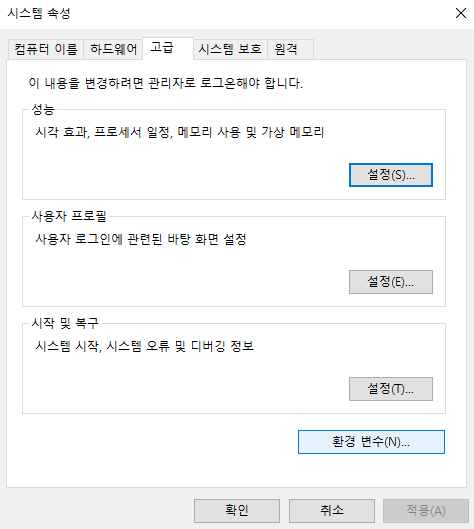 시스템 속성
컴퓨터 이름 하드웨어 고급 시스템 보호 원격
이 내용을 변경하려면 관리자로 로그온해야 합니다.
성능
시각 효과, 프로세서 일정, 메모리 사용 및 가상 메모리
설정(S)...
사용자 프로필
사용자 로그인에 관련된 바탕 화면 설정
설정(E)...
시작 및 복구
시스템 시작, 시스템 오류 및 디버깅 정보
설정(T)...
환경 변수(N)...
확인 취소 적용(A)